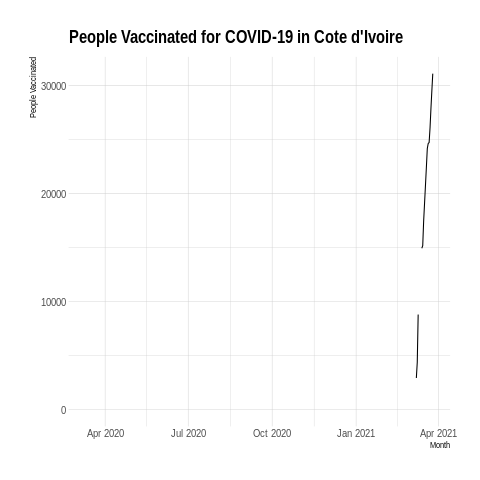 People Vaccinated for COVID-19 in Cote d'Ivoire
People Vaccinated
30000
20000
10000
0
Apr 2020 Jul 2020 Oct 2020 Jan 2021 Apr 2021
Month